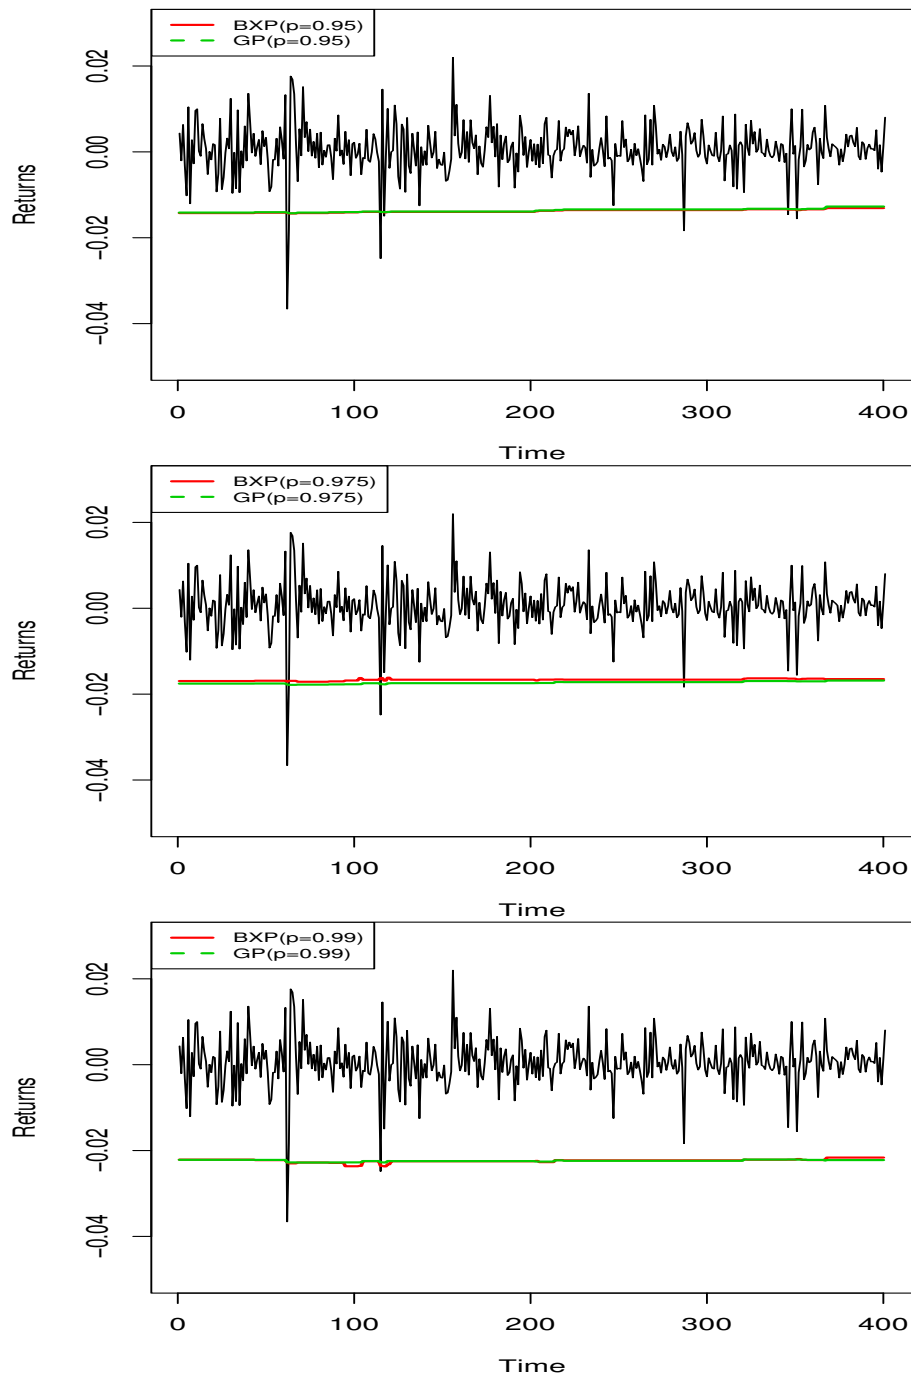 BXP(p=0.95)
GP(p=0.95)
0.02
0.00
-0.02
-0.04
Returns
0 100 200 300 400
Time
BXP(p=0.975)
GP(p=0.975)
0.02
0.00
-0.02
-0.04
Returns
0 100 200 300 400
Time
BXP(p=0.99)
GP(p=0.99)
0.02
0.00
-0.02
-0.04
Returns
0 100 200 300 400
Time